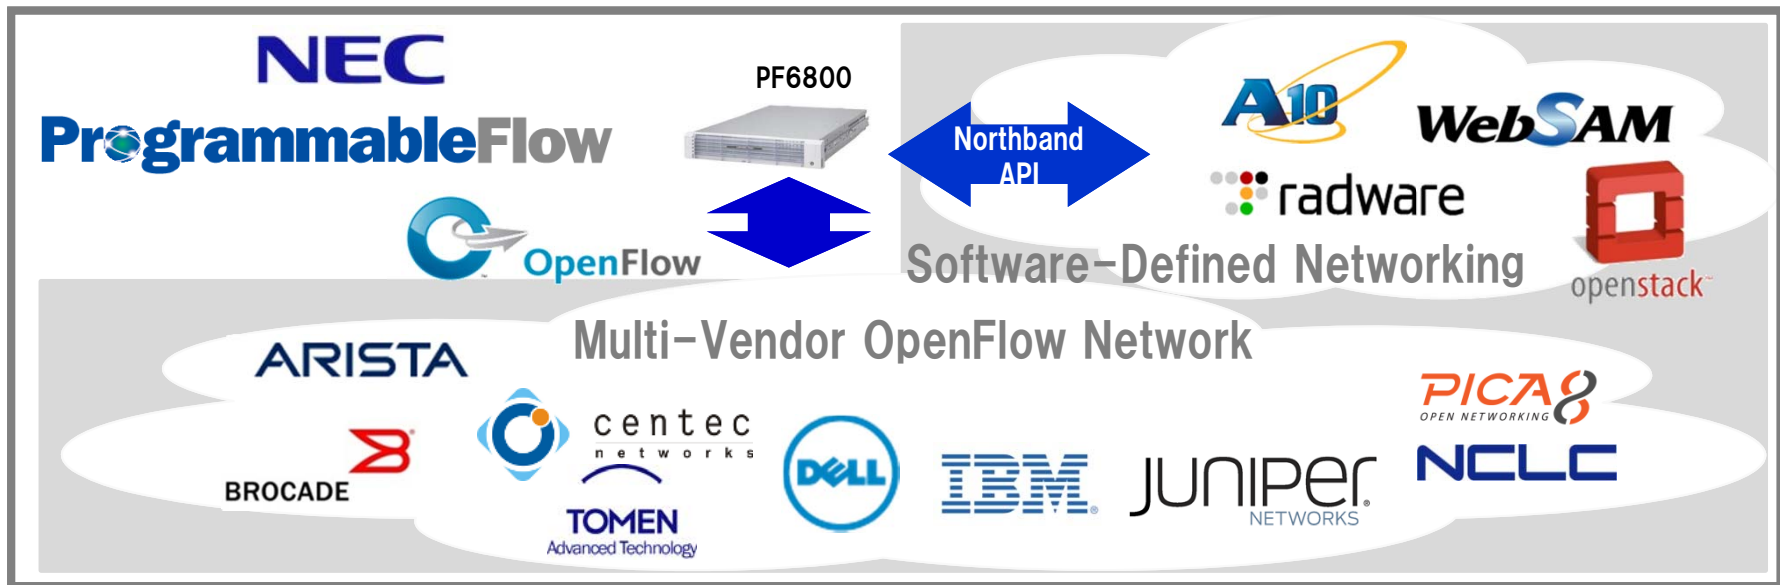 NEC
ProgrammableFlow
PF6800
Northband
API
A10
WebSAM
radware
openstack
OpenFlow
Software-Defined Networking
Multi-Vendor OpenFlow Network
ARISTA
BROCADE
centec
networks
TOMEN
Advanced Technology
DELL
IBM
JUNIPER
NETWORKS
PICA8
OPEN NETWORKING
NCLC